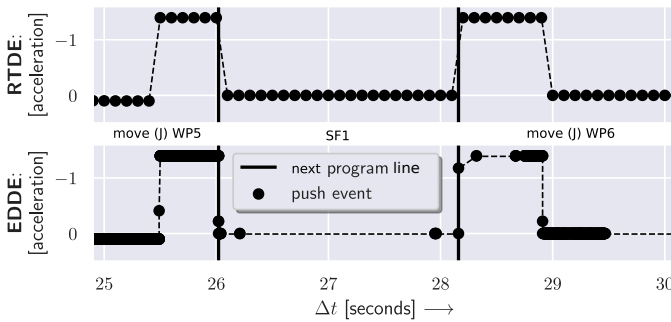 RTDE:
[acceleration]
−1
0
move (J) WP5 SF1 move (J) WP6
EDDE:
[acceleration]
−1
0
next program line
push event
25 26 27 28 29 30
Δt [seconds] ⟶